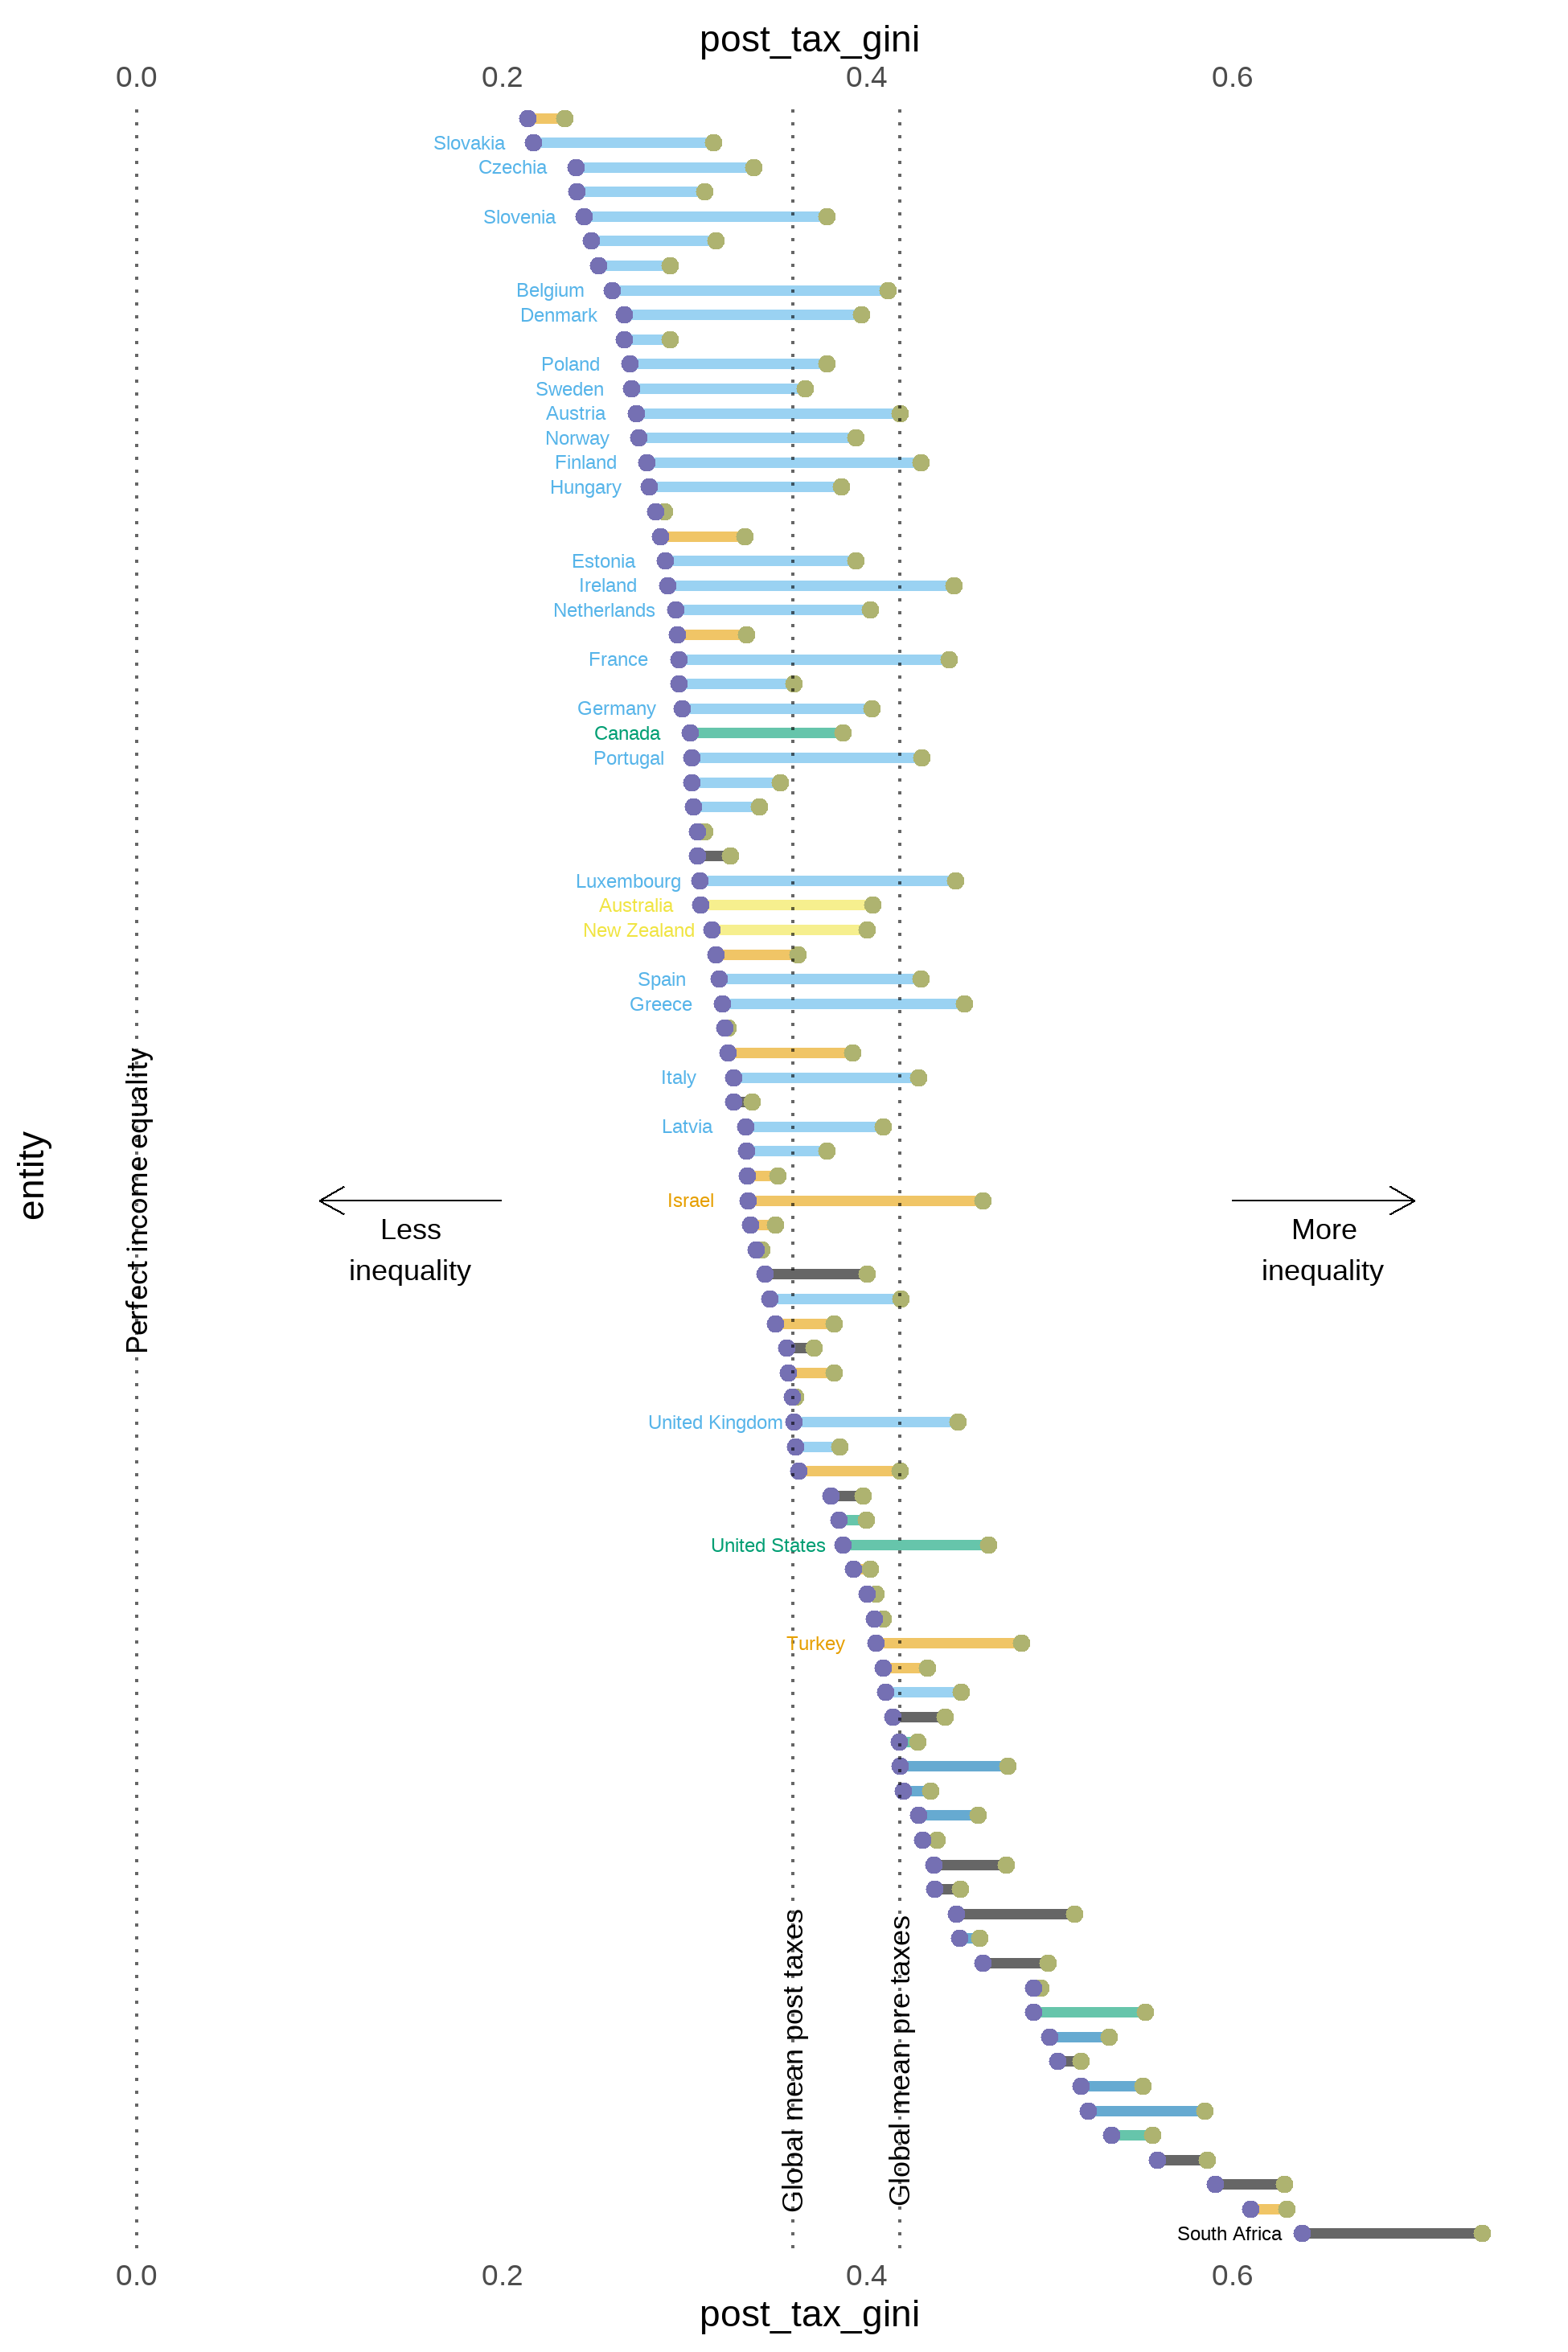 post_tax_gini
0.0 0.2 0.4 0.6
Slovakia
Czechia
Slovenia
Belgium
Denmark
Poland
Sweden
Austria
Norway
Finland
Hungary
Estonia
Ireland
Netherlands
France
Germany
Canada
Portugal
Luxembourg
Australia
New Zealand
Spain
Greece
Italy
Latvia
entity
Perfect income equality
Israel
Less
inequality
More
inequality
United Kingdom
United States
Turkey
Global mean post taxes
Global mean pre taxes
South Africa
0.0 0.2 0.4 0.6
post_tax_gini